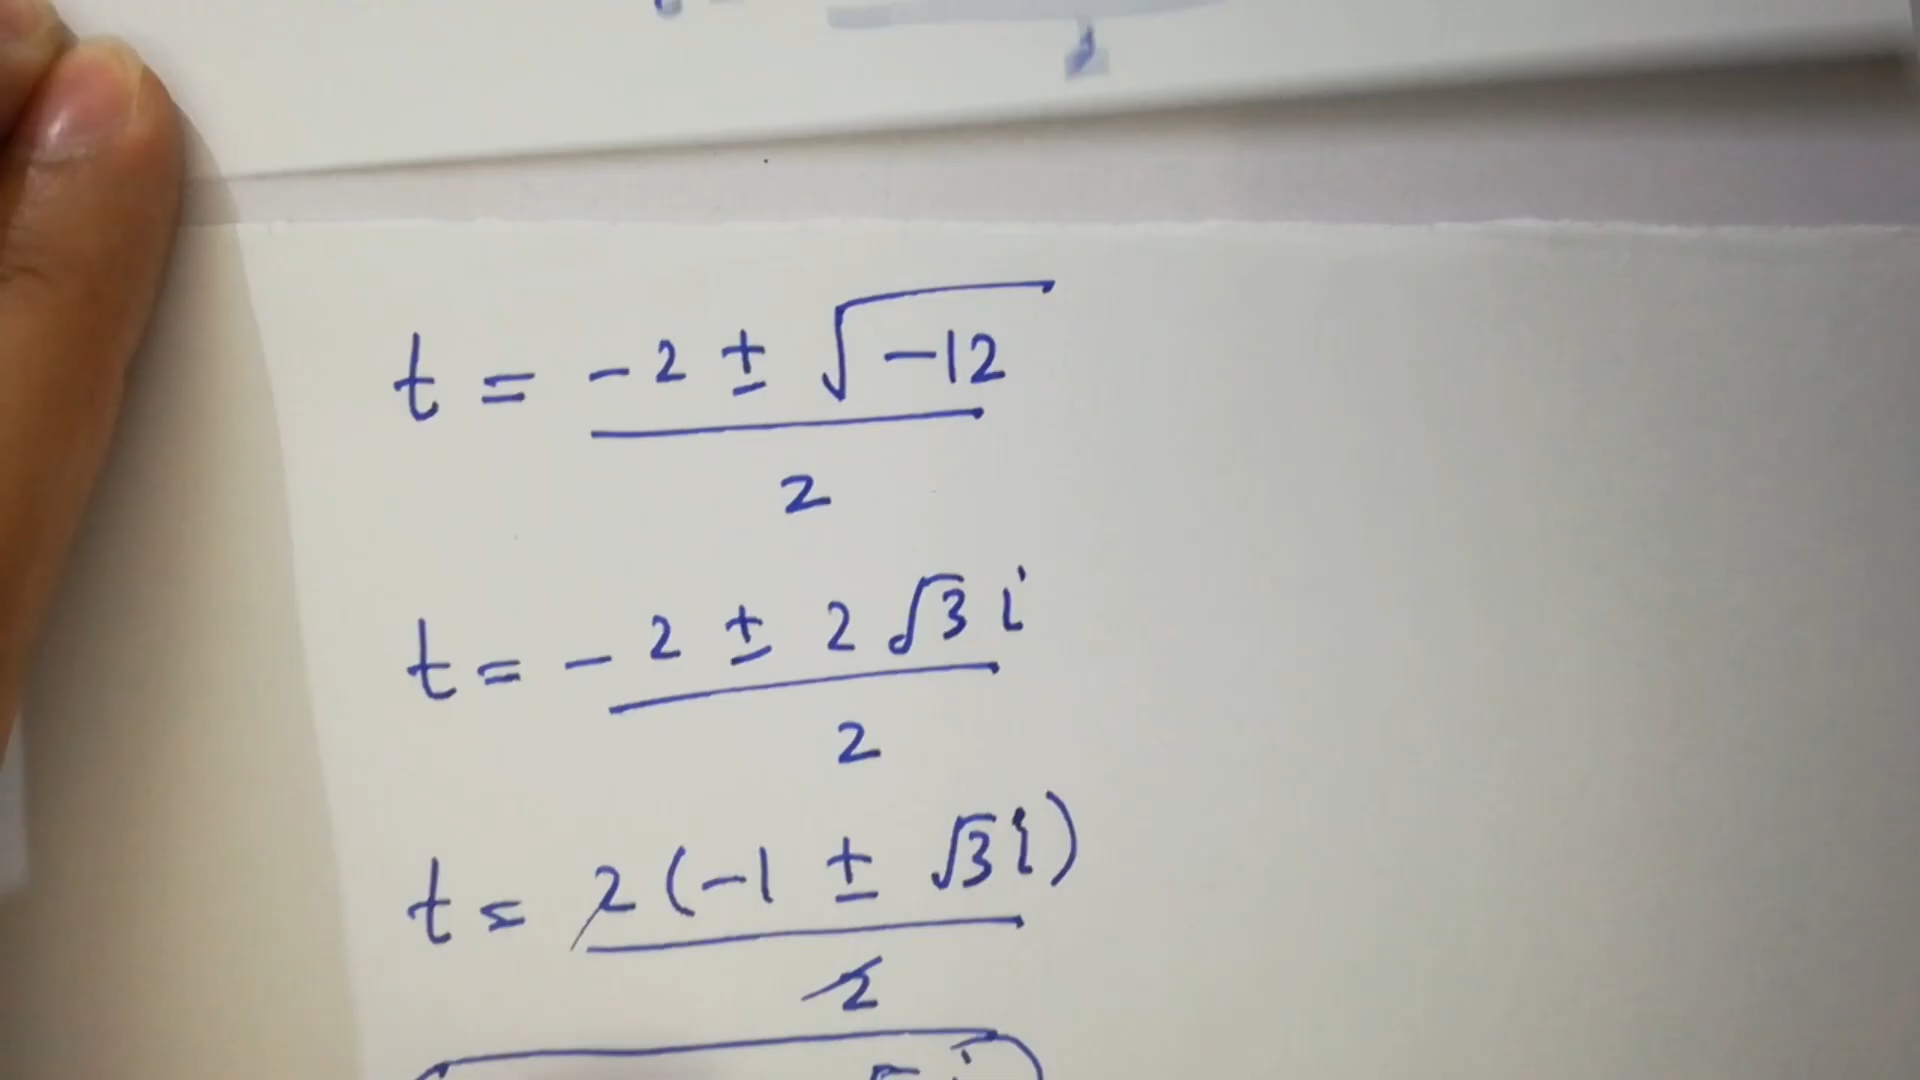 t = (-2 ± √-12) / 2
t = (-2 ± 2√3 i) / 2
t = 2(-1 ± √3 i) / 2